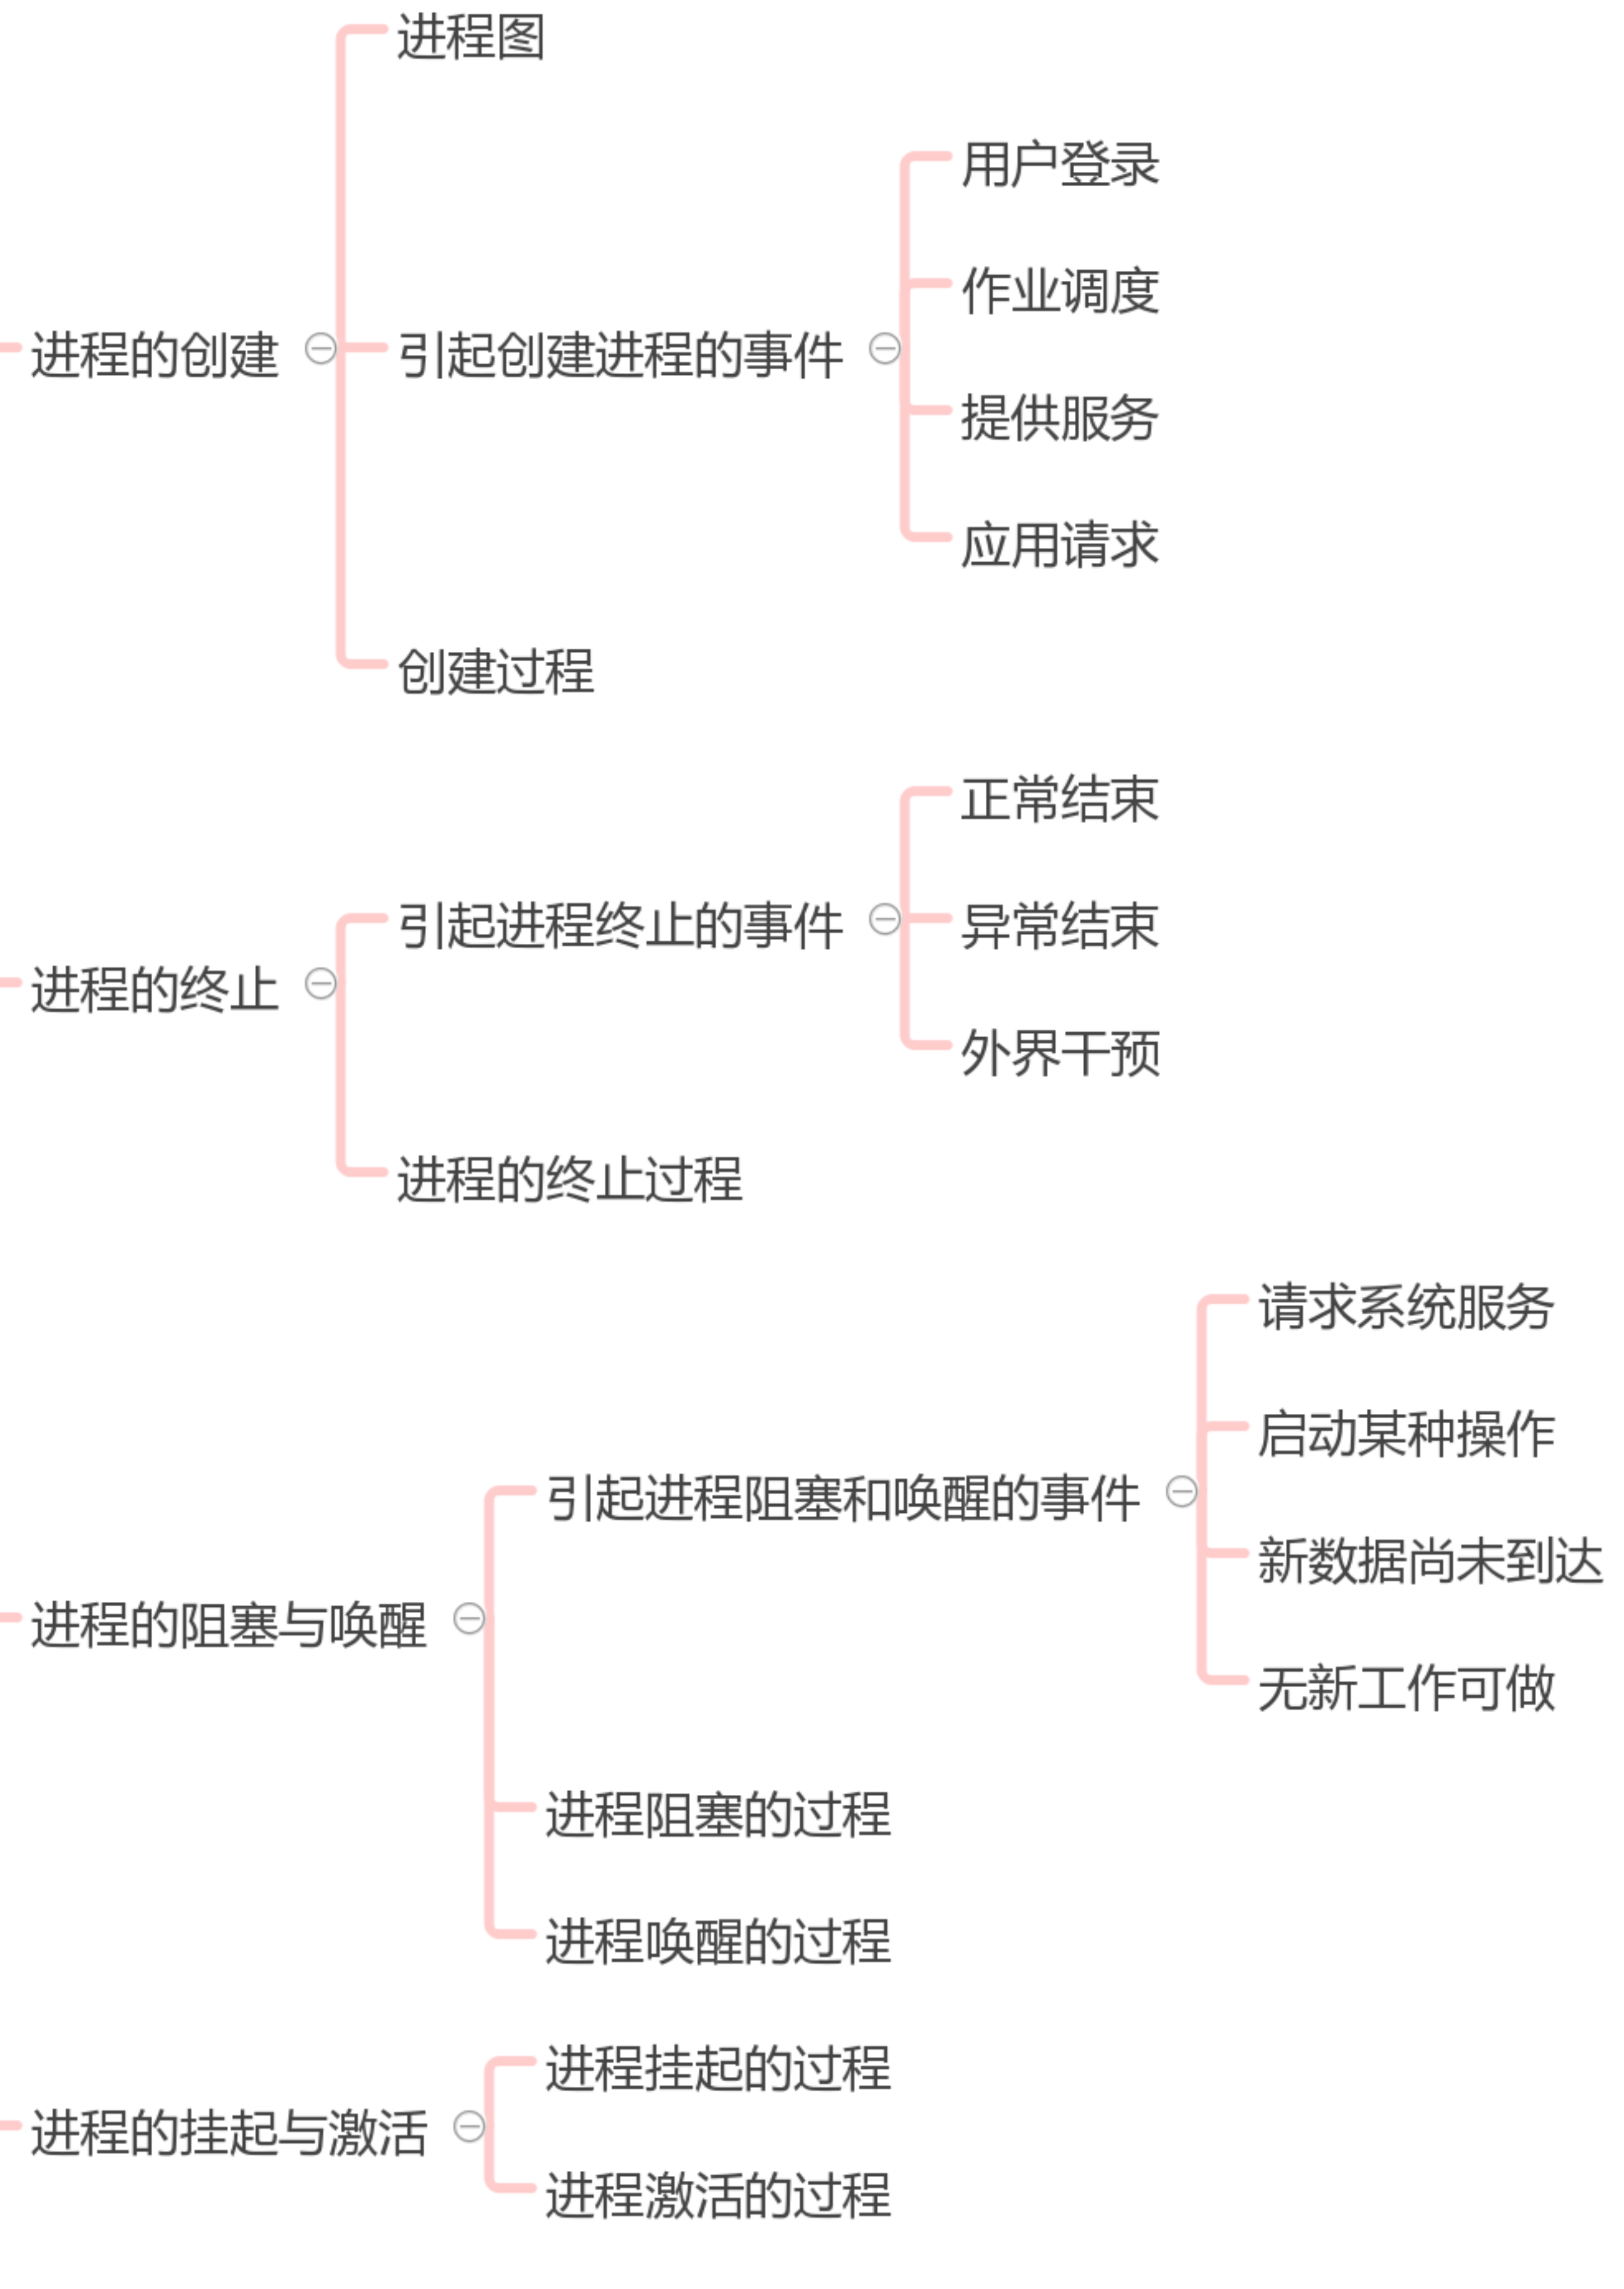 进程图
用户登录
作业调度
进程的创建
引起创建进程的事件
提供服务
应用请求
创建过程
正常结束
引起进程终止的事件
异常结束
进程的终止
外界干预
进程的终止过程
请求系统服务
启动某种操作
引起进程阻塞和唤醒的事件
新数据尚未到达
进程的阻塞与唤醒
无新工作可做
进程阻塞的过程
进程唤醒的过程
进程挂起的过程
进程的挂起与激活
进程激活的过程